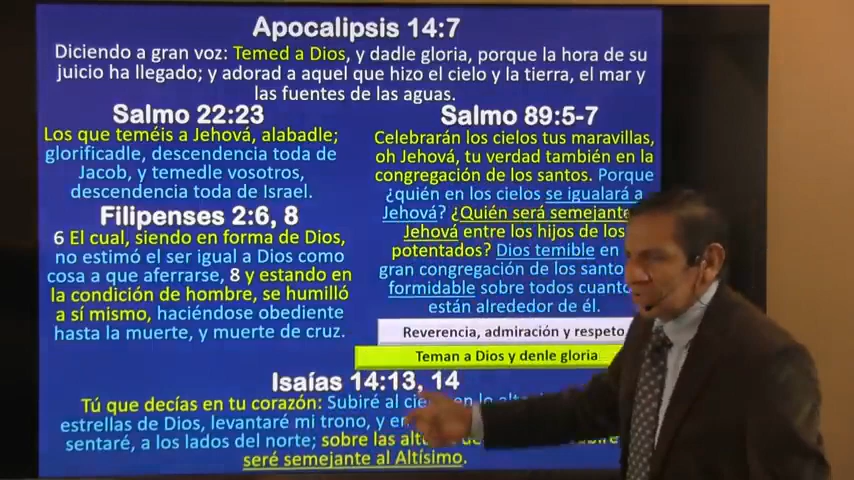 Apocalipsis 14:7
Diciendo a gran voz: Temed a Dios, y dadle gloria, porque la hora de su
juicio ha llegado; y adorad a aquel que hizo el cielo y la tierra, el mar y
las fuentes de las aguas.
Salmo 22:23
Los que teméis a Jehová, alabadle;
glorificadle, descendencia toda de
Jacob, y temedle vosotros,
descendencia toda de Israel.
Filipenses 2:6, 8
6 El cual, siendo en forma de Dios,
no estimó el ser igual a Dios como
cosa a que aferrarse, 8 y estando en
la condición de hombre, se humilló
a sí mismo, haciéndose obediente
hasta la muerte, y muerte de cruz.
Salmo 89:5-7
Celebrarán los cielos tus maravillas,
oh Jehová, tu verdad también en la
congregación de los santos. Porque
¿quién en los cielos se igualará a
Jehová? ¿Quién será semejante
Jehová entre los hijos de los
potentados? Dios temible en
gran congregación de los santo
formidable sobre todos cuanto
están alrededor de él.
Reverencia, admiración y respeto
Teman a Dios y denle gloria
Isaías 14:13, 14
Tú que decías en tu corazón: Subiré al cie en lo
estrellas de Dios, levantaré mi trono, y en
sentaré, a los lados del norte; sobre las alt
seré semejante al Altísimo.